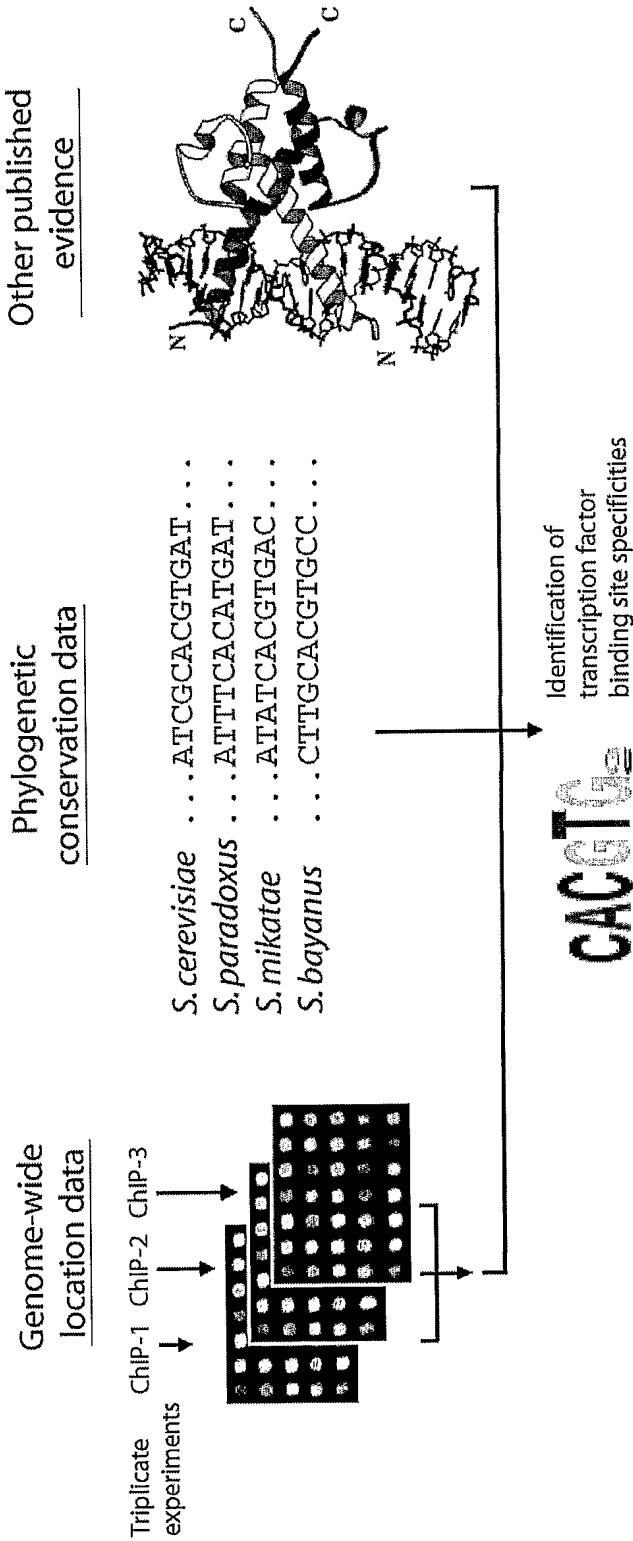 Genome-wide
location data
Triplicate
experiments
ChIP-1 ChIP-2 ChIP-3
Phylogenetic
conservation data
S. cerevisiae ...ATCGCACGTGAT...
S. paradoxus ...ATTTCACATGAT...
S. mikatae ...ATATCACGTGAC...
S. bayanus ...CTTGCACGTGCC...
Other published
evidence
N
N
C
C
CACGTG
Identification of
transcription factor
binding site specificities